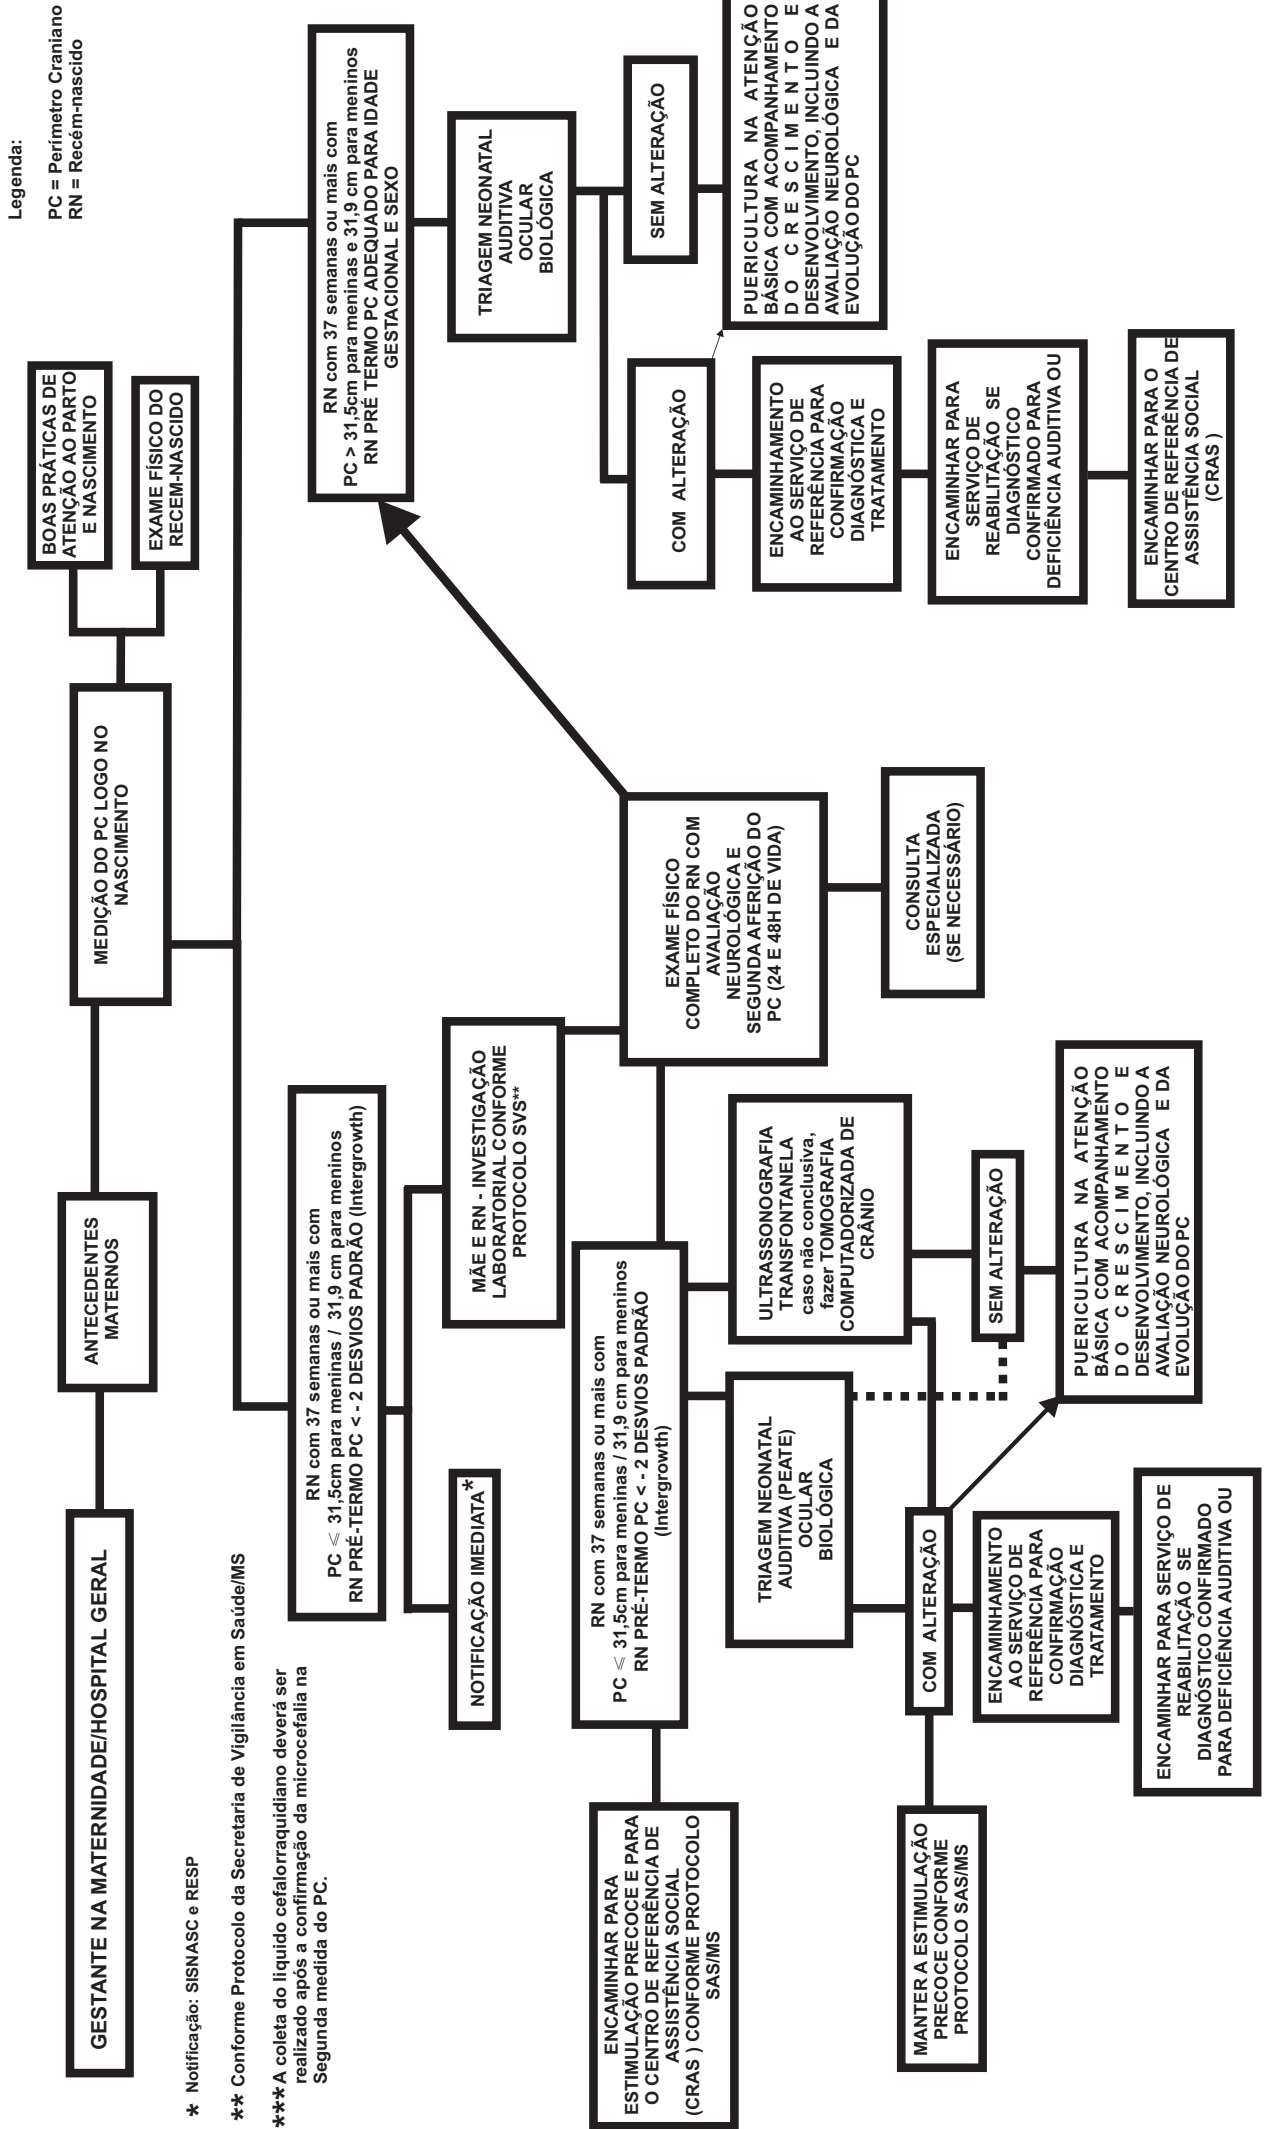 Legenda:
PC = Perímetro Craniano
RN = Recém-nascido
GESTANTE NA MATERNIDADE/HOSPITAL GERAL
ANTECEDENTES
MATERNOS
MEDIÇÃO DO PC LOGO NO
NASCIMENTO
BOAS PRÁTICAS DE
ATENÇÃO AO PARTO
E NASCIMENTO
EXAME FÍSICO DO
RECEM-NASCIDO
* Notificação: SISNASC e RESP
** Conforme Protocolo da Secretaria de Vigilância em Saúde/MS
*** A coleta do liquido cefalorraquidiano deverá ser
realizado após a confirmação da microcefalia na
Segunda medida do PC.
RN com 37 semanas ou mais com
PC ⩽ 31,5cm para meninas / 31,9 cm para meninos
RN PRÉ-TERMO PC < - 2 DESVIOS PADRÃO (Intergrowth)
RN com 37 semanas ou mais com
PC > 31,5cm para meninas e 31,9 cm para meninos
RN PRÉ TERMO PC ADEQUADO PARA IDADE
GESTACIONAL E SEXO
NOTIFICAÇÃO IMEDIATA*
MÃE E RN - INVESTIGAÇÃO
LABORATORIAL CONFORME
PROTOCOLO SVS**
TRIAGEM NEONATAL
AUDITIVA
OCULAR
BIOLÓGICA
ENCAMINHAR PARA
ESTIMULAÇÃO PRECOCE E PARA
O CENTRO DE REFERÊNCIA DE
ASSISTÊNCIA SOCIAL
(CRAS ) CONFORME PROTOCOLO
SAS/MS
RN com 37 semanas ou mais com
PC ⩽ 31,5cm para meninas / 31,9 cm para meninos
RN PRÉ-TERMO PC < - 2 DESVIOS PADRÃO
(Intergrowth)
EXAME FÍSICO
COMPLETO DO RN COM
AVALIAÇÃO
NEUROLÓGICA E
SEGUNDA AFERIÇÃO DO
PC (24 E 48H DE VIDA)
COM ALTERAÇÃO
SEM ALTERAÇÃO
TRIAGEM NEONATAL
AUDITIVA (PEATE)
OCULAR
BIOLÓGICA
ULTRASSONOGRAFIA
TRANSFONTANELA
caso não conclusiva,
fazer TOMOGRAFIA
COMPUTADORIZADA DE
CRÂNIO
ENCAMINHAMENTO
AO SERVIÇO DE
REFERÊNCIA PARA
CONFIRMAÇÃO
DIAGNÓSTICA E
TRATAMENTO
PUERICULTURA NA ATENÇÃO
BÁSICA COM ACOMPANHAMENTO
DO CRESCIMENTO E
DESENVOLVIMENTO, INCLUINDO A
AVALIAÇÃO NEUROLÓGICA E DA
EVOLUÇÃO DO PC
MANTER A ESTIMULAÇÃO
PRECOCE CONFORME
PROTOCOLO SAS/MS
COM ALTERAÇÃO
SEM ALTERAÇÃO
CONSULTA
ESPECIALIZADA
(SE NECESSÁRIO)
ENCAMINHAR PARA
SERVIÇO DE
REABILITAÇÃO SE
DIAGNÓSTICO
CONFIRMADO PARA
DEFICIÊNCIA AUDITIVA OU
ENCAMINHAMENTO
AO SERVIÇO DE
REFERÊNCIA PARA
CONFIRMAÇÃO
DIAGNÓSTICA E
TRATAMENTO
PUERICULTURA NA ATENÇÃO
BÁSICA COM ACOMPANHAMENTO
DO CRESCIMENTO E
DESENVOLVIMENTO, INCLUINDO A
AVALIAÇÃO NEUROLÓGICA E DA
EVOLUÇÃO DO PC
ENCAMINHAR PARA SERVIÇO DE
REABILITAÇÃO SE
DIAGNÓSTICO CONFIRMADO
PARA DEFICIÊNCIA AUDITIVA OU
ENCAMINHAR PARA O
CENTRO DE REFERÊNCIA DE
ASSISTÊNCIA SOCIAL
(CRAS )